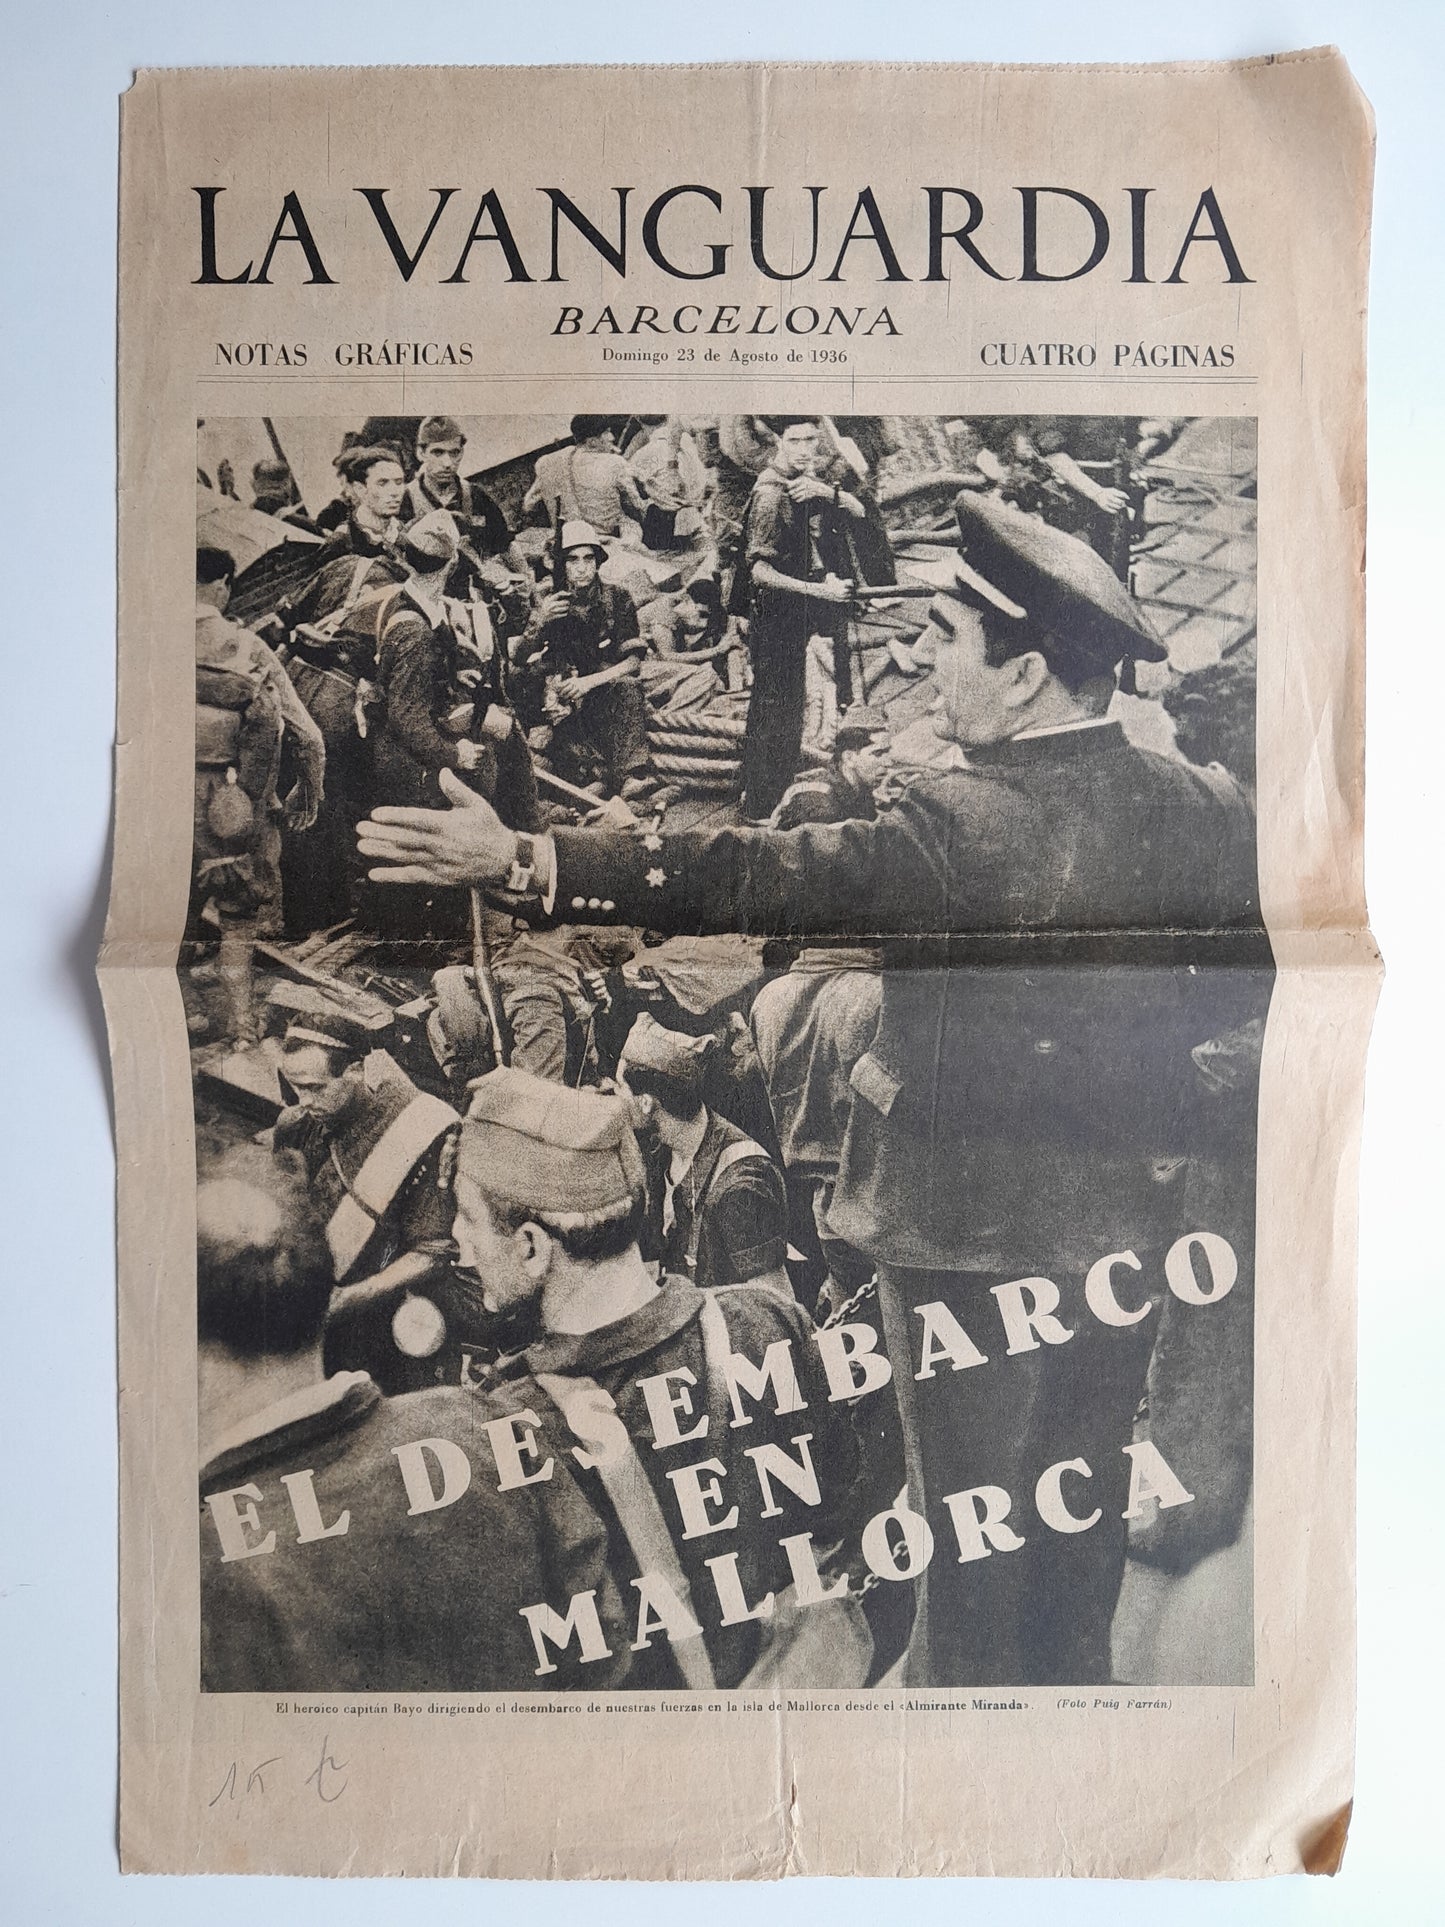 LA VANGUARDIA
BARCELONA
NOTAS GRÁFICAS Domingo 23 de Agosto de 1936 CUATRO PÁGINAS
EL DESEMBARCO
EN
MALLORCA
El heroico capitán Bayo dirigiendo el desembarco de nuestras fuerzas en la isla de Mallorca desde el «Almirante Miranda». (Foto Puig Farrán)